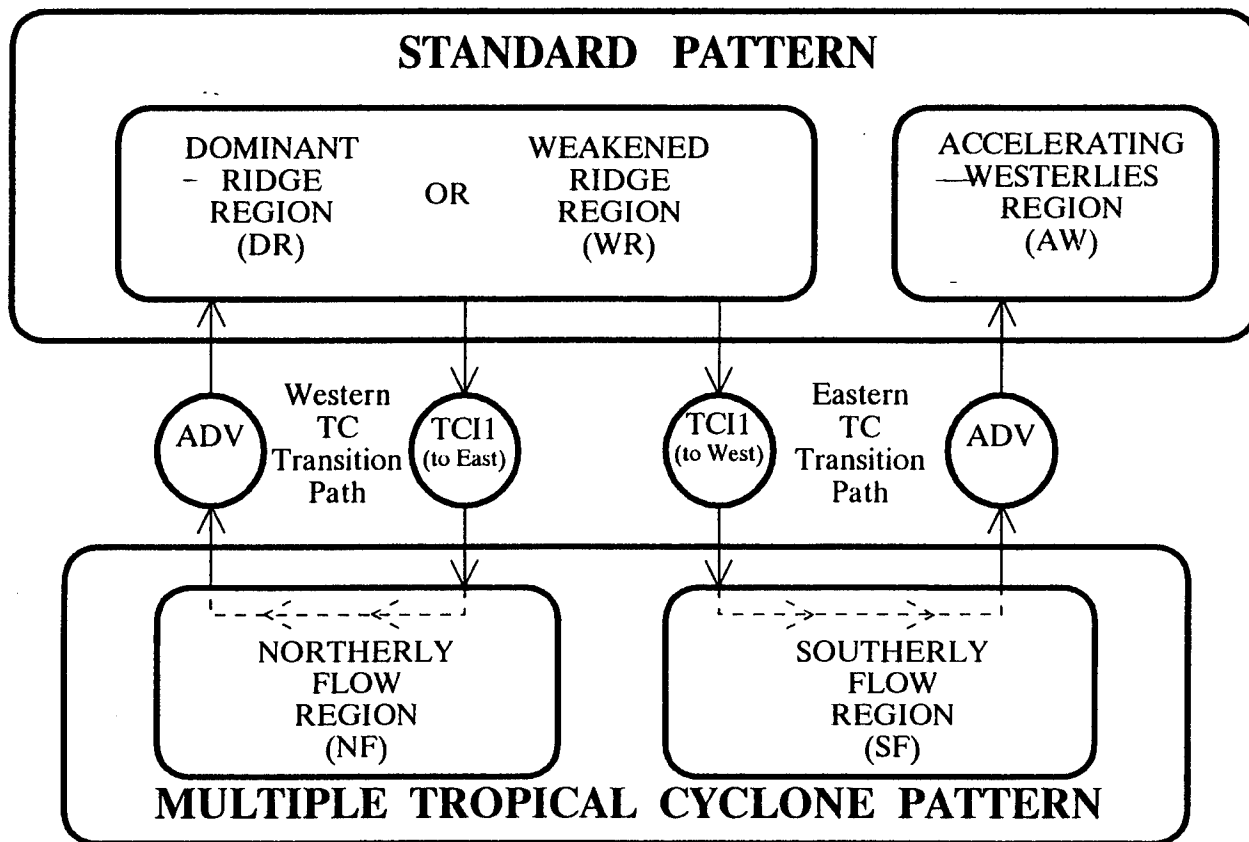 STANDARD PATTERN
DOMINANT
RIDGE
REGION
(DR)
OR
WEAKENED
RIDGE
REGION
(WR)
ACCELERATING
WESTERLIES
REGION
(AW)
ADV
Western
TC
Transition
Path
TCI1
(to East)
TCI1
(to West)
Eastern
TC
Transition
Path
ADV
NORTHERLY
FLOW
REGION
(NF)
SOUTHERLY
FLOW
REGION
(SF)
MULTIPLE TROPICAL CYCLONE PATTERN